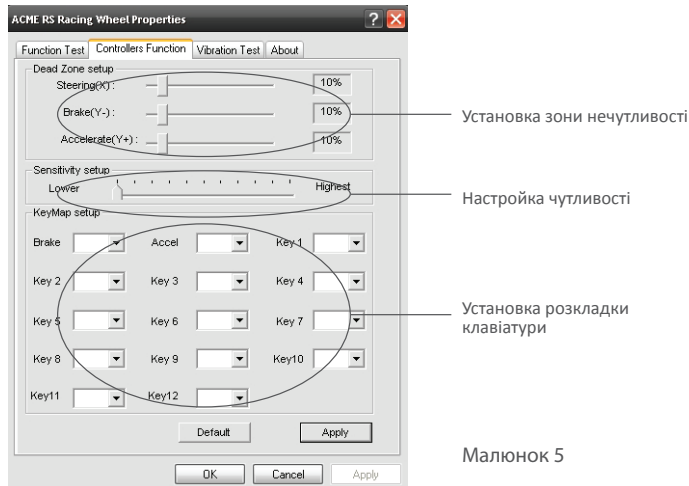 ACME RS Racing Wheel Properties
Function Test Controllers Function Vibration Test About
Dead Zone setup
Steering(X): 10%
Brake(Y-): 10%
Accelerate(Y+): 10%
Установка зони нечутливості
Sensitivity setup
Lower Highest
Настройка чутливості
KeyMap setup
Brake Accel Key 1
Key 2 Key 3 Key 4
Key 5 Key 6 Key 7
Установка розкладки
клавіатури
Key 8 Key 9 Key10
Key11 Key12
Default Apply
OK Cancel Apply
Малюнок 5